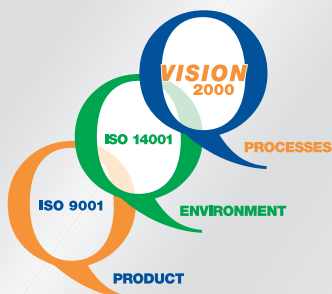 VISION
2000
PROCESSES
ISO 14001
ENVIRONMENT
ISO 9001
PRODUCT